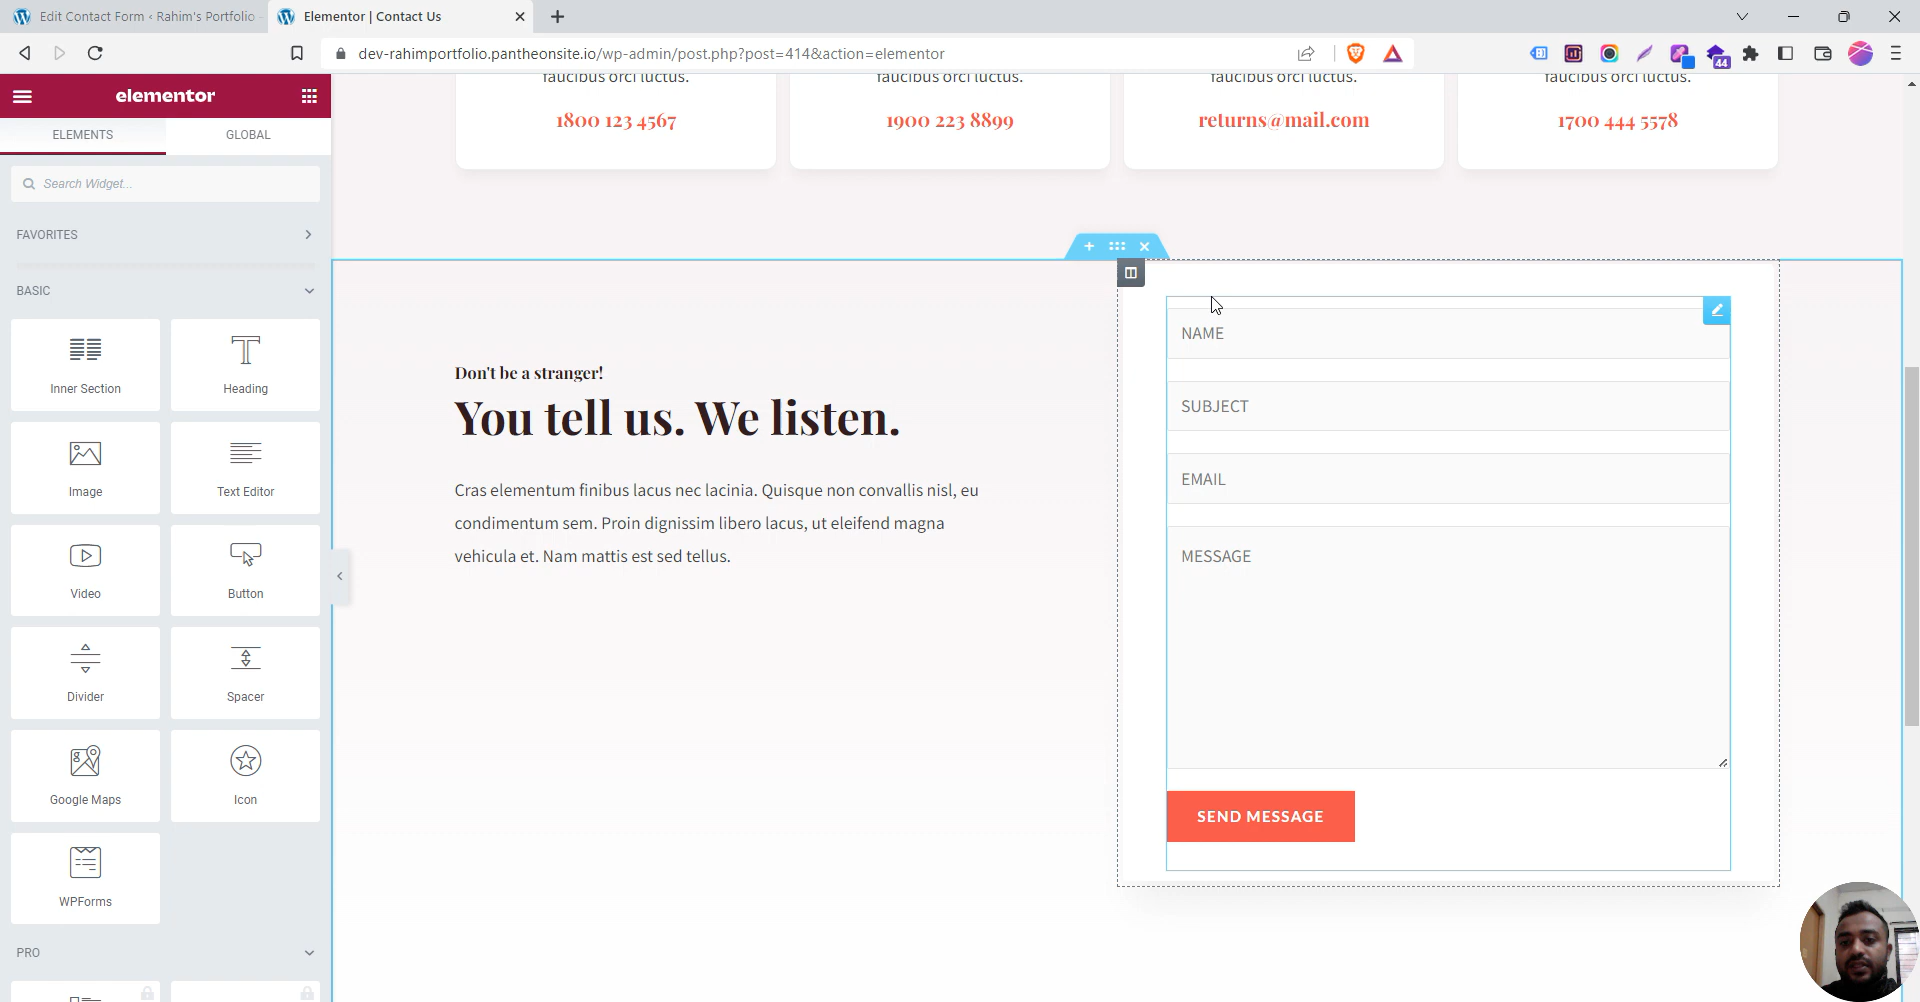 Edit Contact Form ‹ Rahim's Portfolio
Elementor | Contact Us
dev-rahimportfolio.pantheonsite.io/wp-admin/post.php?post=414&action=elementor
44
elementor
ELEMENTS
GLOBAL
Search Widget...
FAVORITES
BASIC
Inner Section
Heading
Image
Text Editor
Video
Button
Divider
Spacer
Google Maps
Icon
WPForms
PRO
faucibus orci luctus.
faucibus orci luctus.
faucibus orci luctus.
faucibus orci luctus.
1800 123 4567
1900 223 8899
returns@mail.com
1700 444 5578
Don't be a stranger!
You tell us. We listen.
Cras elementum finibus lacus nec lacinia. Quisque non convallis nisl, eu
condimentum sem. Proin dignissim libero lacus, ut eleifend magna
vehicula et. Nam mattis est sed tellus.
NAME
SUBJECT
EMAIL
MESSAGE
SEND MESSAGE